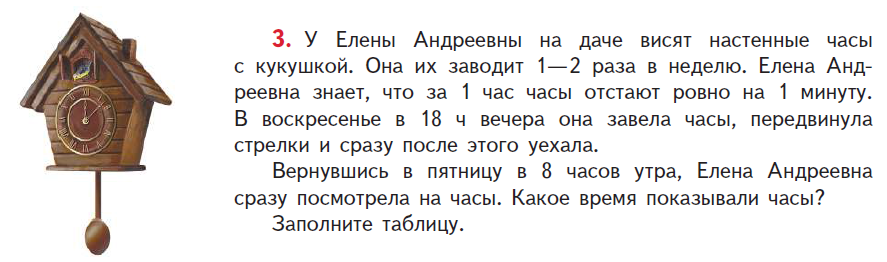 3. У Елены Андреевны на даче висят настенные часы
с кукушкой. Она их заводит 1—2 раза в неделю. Елена Анд-
реевна знает, что за 1 час часы отстают ровно на 1 минуту.
В воскресенье в 18 ч вечера она завела часы, передвинула
стрелки и сразу после этого уехала.
Вернувшись в пятницу в 8 часов утра, Елена Андреевна
сразу посмотрела на часы. Какое время показывали часы?
Заполните таблицу.